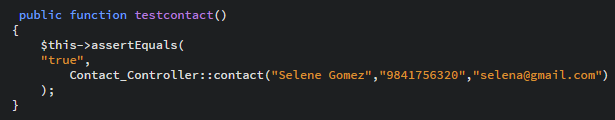 public function testcontact()
{
$this->assertEquals(
"true",
Contact_Controller::contact("Selene Gomez","9841756320","selena@gmail.com")
);
}